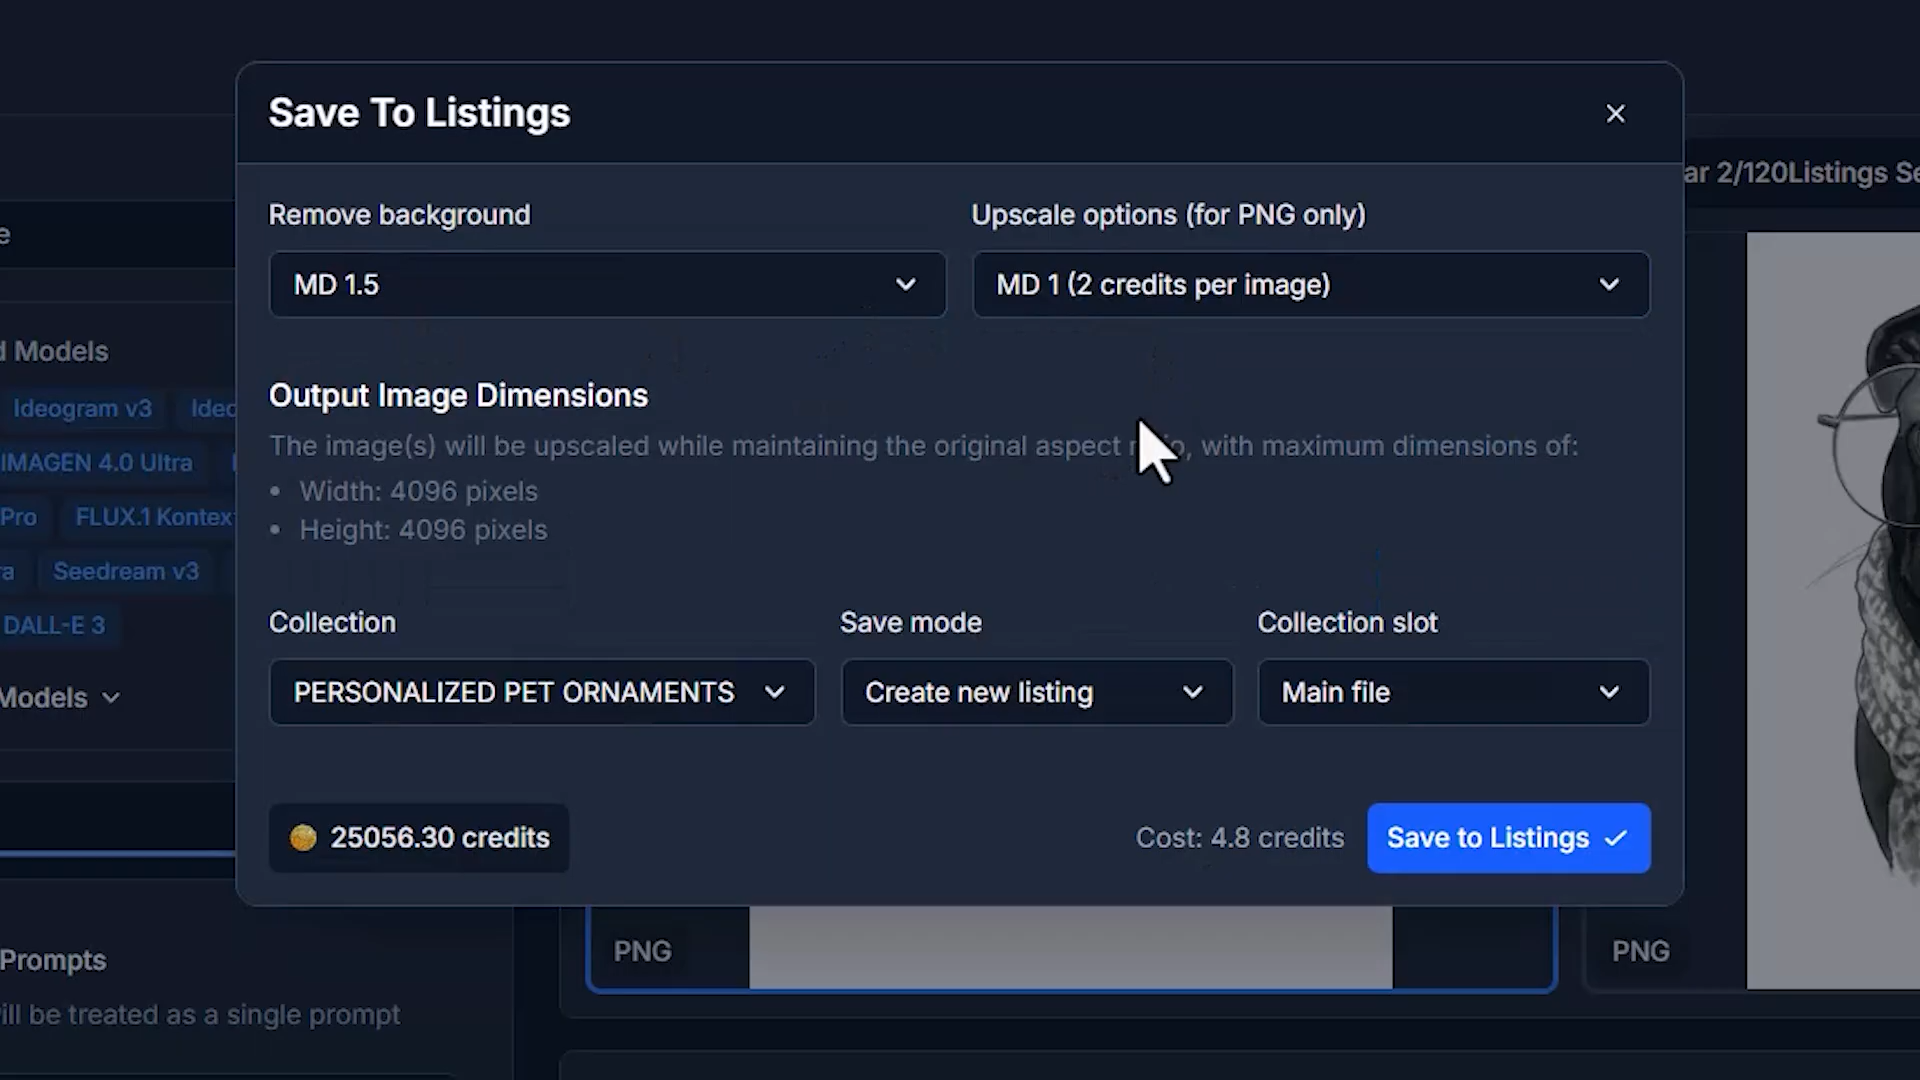 Save To Listings
ar 2/120Listings Se
Remove background
Upscale options (for PNG only)
e
MD 1.5
MD 1 (2 credits per image)
d Models
Output Image Dimensions
Ideogram v3
Ideo
The image(s) will be upscaled while maintaining the original aspect , with maximum dimensions of:
IMAGEN 4.0 Ultra
Width: 4096 pixels
Pro
FLUX.1 Kontex
Height: 4096 pixels
ra
Seedream v3
DALL-E 3
Collection
Save mode
Collection slot
Models
PERSONALIZED PET ORNAMENTS
Create new listing
Main file
25056.30 credits
Cost: 4.8 credits
Save to Listings
PNG
PNG
Prompts
ill be treated as a single prompt